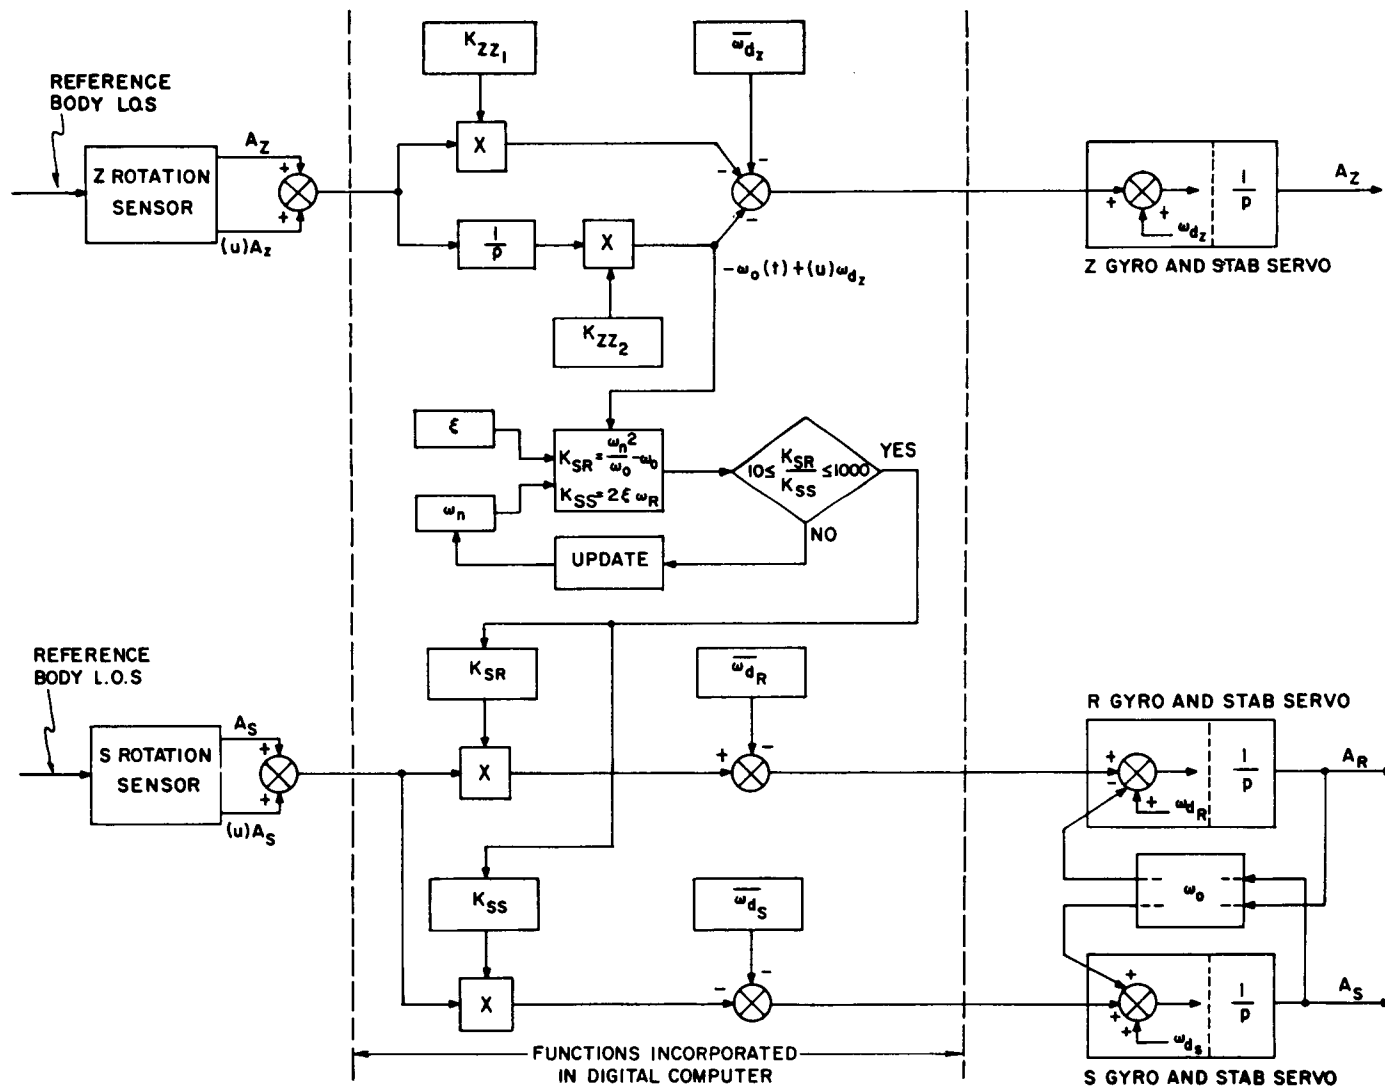 K_ZZ1
ω̅_dz
REFERENCE
BODY L.O.S
A_Z
+
Z ROTATION
SENSOR
+
(u)A_Z
X
-
-
-
1/p
X
-ω_o(t)+(u)ω_dz
K_ZZ2
+
+
ω_dz
1/p
A_Z
Z GYRO AND STAB SERVO
ξ
K_SR = ω_n²/ω_o - ω_o
K_SS = 2ξω_R
ω_n
10 ≤ K_SR/K_SS ≤ 1000
YES
NO
UPDATE
REFERENCE
BODY L.O.S
A_S
+
S ROTATION
SENSOR
+
(u)A_S
K_SR
ω̅_dR
X
+
-
R GYRO AND STAB SERVO
+
-
+
ω_dR
1/p
A_R
ω_o
K_SS
ω̅_dS
X
-
-
+
+
+
ω_ds
1/p
A_S
S GYRO AND STAB SERVO
FUNCTIONS INCORPORATED
IN DIGITAL COMPUTER